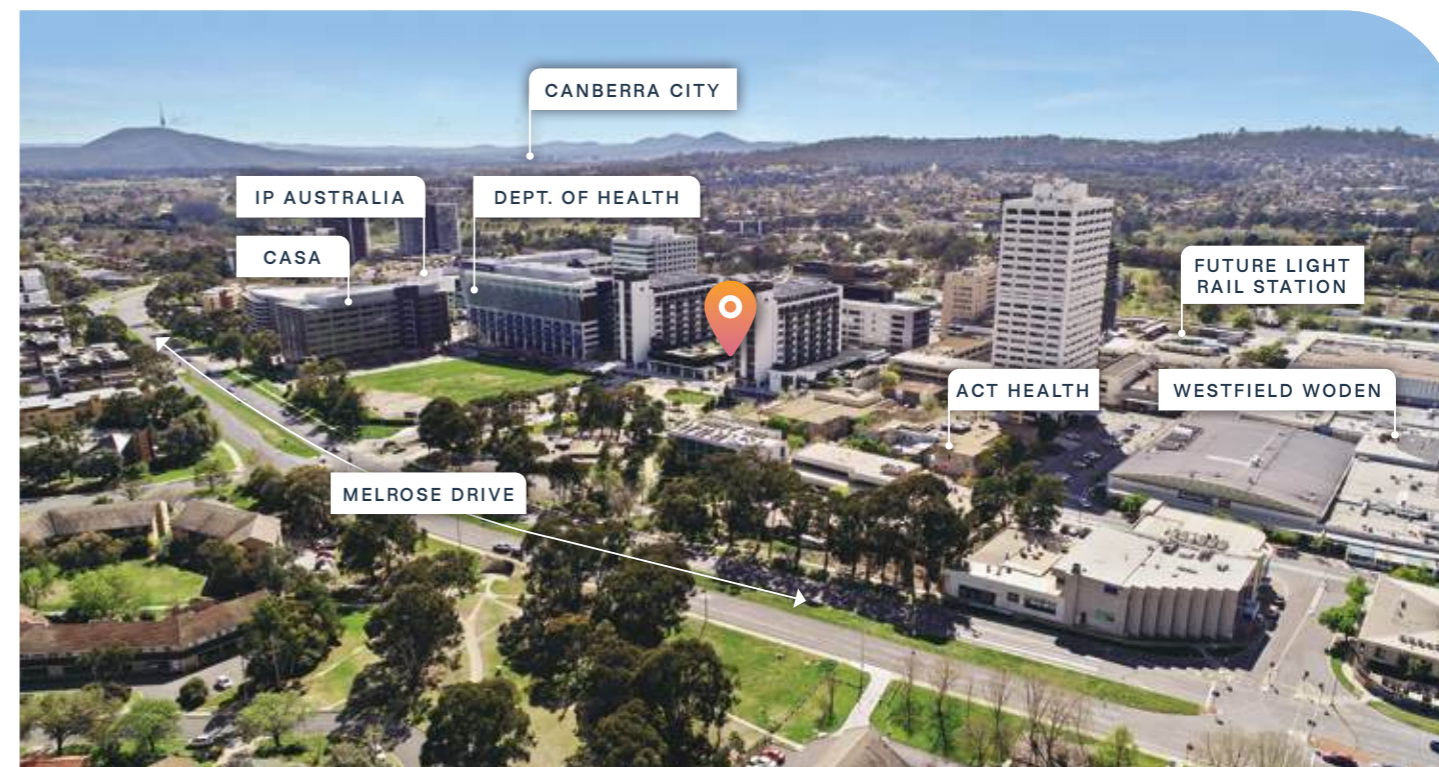 CANBERRA CITY
IP AUSTRALIA
DEPT. OF HEALTH
CASA
FUTURE LIGHT
RAIL STATION
ACT HEALTH
WESTFIELD WODEN
MELROSE DRIVE